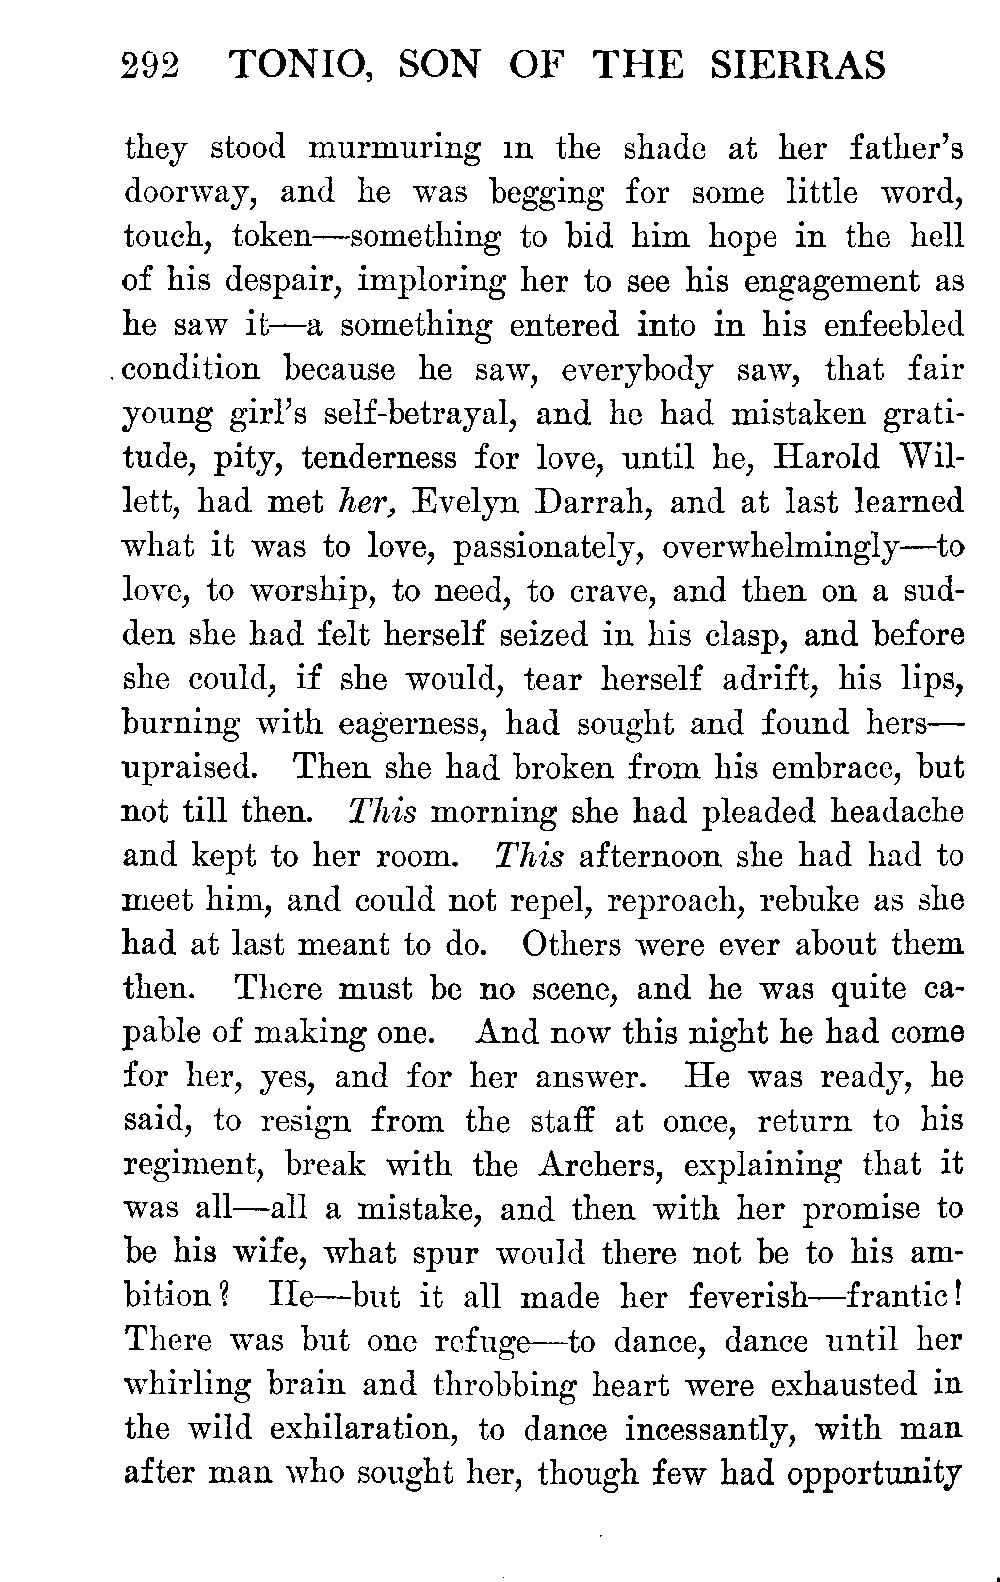 292 TONIO, SON OF THE SIERRAS
they stood murmuring in the shade at her father's
doorway, and he was begging for some little word,
touch, token—something to bid him hope in the hell
of his despair, imploring her to see his engagement as
he saw it—a something entered into in his enfeebled
condition because he saw, everybody saw, that fair
young girl's self-betrayal, and he had mistaken grati-
tude, pity, tenderness for love, until he, Harold Wil-
lett, had met her, Evelyn Darrah, and at last learned
what it was to love, passionately, overwhelmingly—to
love, to worship, to need, to crave, and then on a sud-
den she had felt herself seized in his clasp, and before
she could, if she would, tear herself adrift, his lips,
burning with eagerness, had sought and found hers—
upraised. Then she had broken from his embrace, but
not till then. This morning she had pleaded headache
and kept to her room. This afternoon she had had to
meet him, and could not repel, reproach, rebuke as she
had at last meant to do. Others were ever about them
then. There must be no scene, and he was quite ca-
pable of making one. And now this night he had come
for her, yes, and for her answer. He was ready, he
said, to resign from the staff at once, return to his
regiment, break with the Archers, explaining that it
was all—all a mistake, and then with her promise to
be his wife, what spur would there not be to his am-
bition? He—but it all made her feverish—frantic!
There was but one refuge—to dance, dance until her
whirling brain and throbbing heart were exhausted in
the wild exhilaration, to dance incessantly, with man
after man who sought her, though few had opportunity